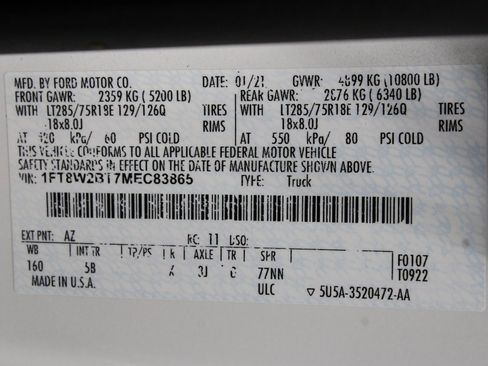 MFD. BY FORD MOTOR CO. DATE: 01/21 GVWR: 4899 KG (10800 LB)
FRONT GAWR: 2359 KG (5200 LB) REAR GAWR: 2876 KG (6340 LB)
WITH LT285/75R18E 129/126Q TIRES WITH LT285/75R18E 129/126Q TIRES
18x8.0J RIMS 18x8.0J RIMS
AT 420 kPa/ 60 PSI COLD AT 550 kPa/ 80 PSI COLD
THIS VEHICLE CONFORMS TO ALL APPLICABLE FEDERAL MOTOR VEHICLE
SAFETY STANDARDS IN EFFECT ON THE DATE OF MANUFACTURE SHOWN ABOVE.
VIN: 1FT8W2BT7MEC83865 TYPE: Truck
EXT PNT: AZ RC: 11 DSO:
WB INT TR TP/PS R AXLE TR SPR F0107
160 5B 77NN T0922
MADE IN U.S.A. ULC ▽ 5U5A-3520472-AA